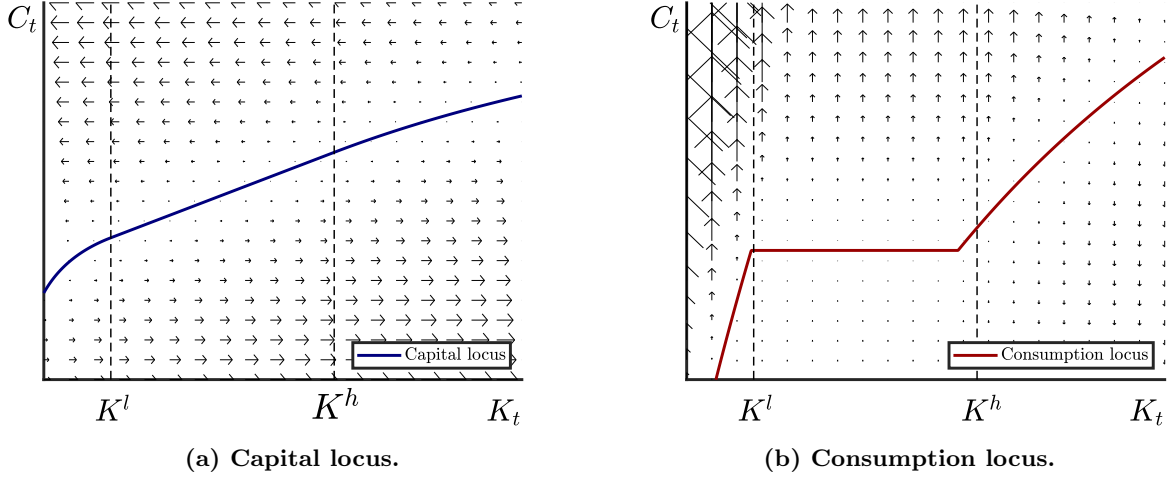 C_t
Capital locus
K^l
K^h
K_t
(a) Capital locus.
C_t
Consumption locus
K^l
K^h
K_t
(b) Consumption locus.